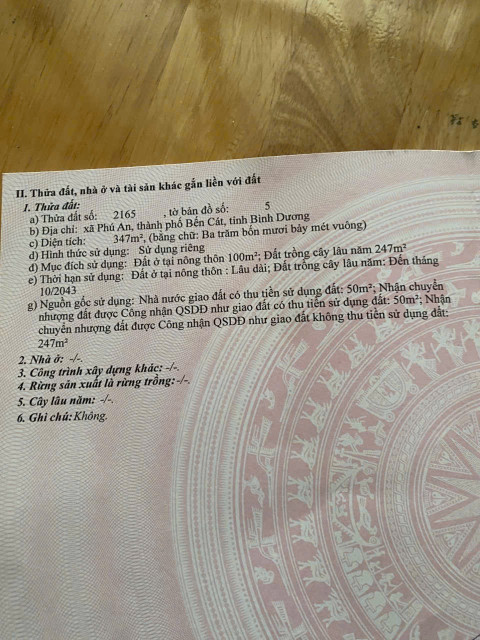 II. Thửa đất, nhà ở và tài sản khác gắn liền với đất
1. Thửa đất:
a) Thửa đất số: 2165 , tờ bản đồ số: 5
b) Địa chỉ: xã Phú An, thành phố Bến Cát, tỉnh Bình Dương
c) Diện tích: 347m², (bằng chữ: Ba trăm bốn mươi bảy mét vuông)
d) Hình thức sử dụng: Sử dụng riêng
đ) Mục đích sử dụng: Đất ở tại nông thôn 100m²; Đất trồng cây lâu năm 247m²
e) Thời hạn sử dụng: Đất ở tại nông thôn : Lâu dài; Đất trồng cây lâu năm: Đến tháng
10/2043
g) Nguồn gốc sử dụng: Nhà nước giao đất có thu tiền sử dụng đất: 50m²; Nhận chuyển
nhượng đất được Công nhận QSDĐ như giao đất có thu tiền sử dụng đất: 50m²; Nhận
chuyển nhượng đất được Công nhận QSDĐ như giao đất không thu tiền sử dụng đất:
247m²
2. Nhà ở: -/-.
3. Công trình xây dựng khác: -/-.
4. Rừng sản xuất là rừng trồng: -/-.
5. Cây lâu năm: -/-.
6. Ghi chú: Không.